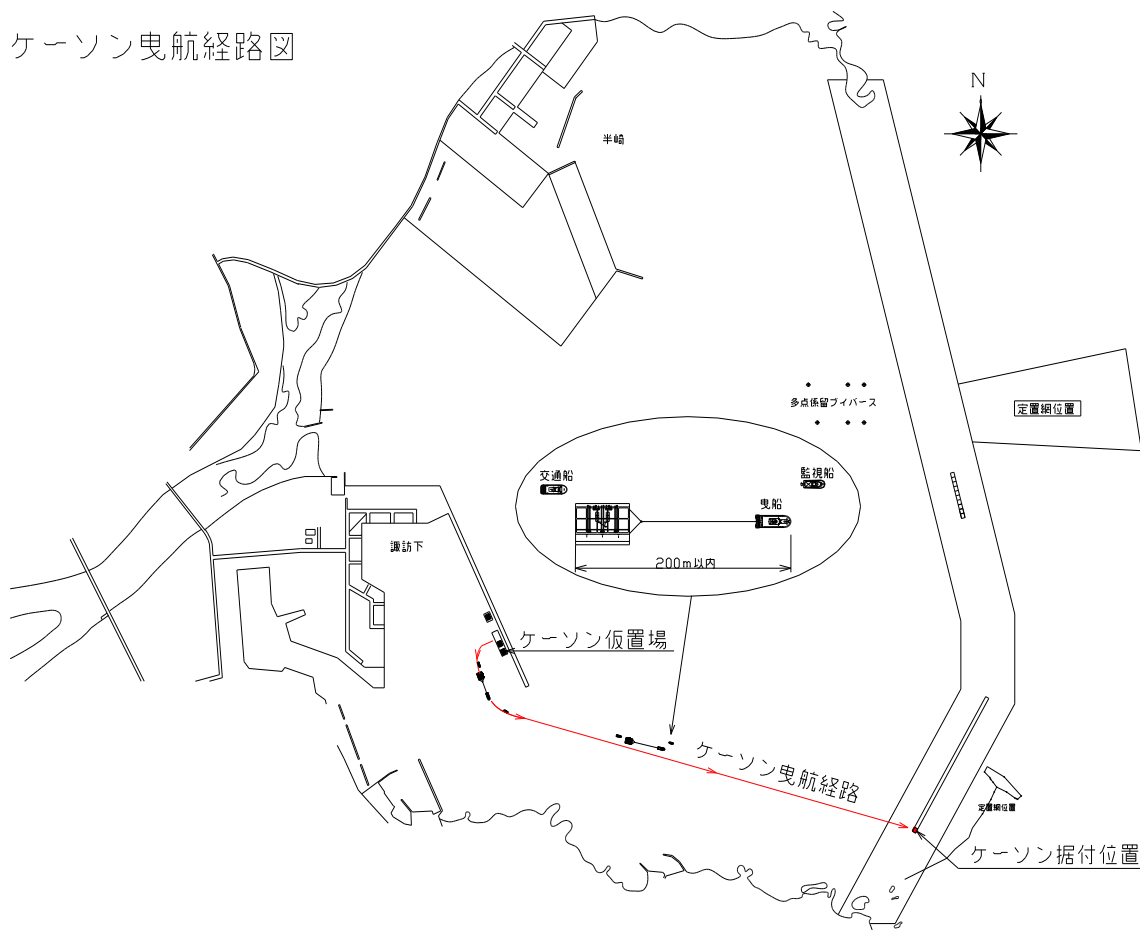 ケーソン曳航経路図
N
半崎
多点係留ブイバース
定置網位置
交通船
監視船
曳船
200m以内
諏訪下
ケーソン仮置場
ケーソン曳航経路
定置網位置
ケーソン据付位置